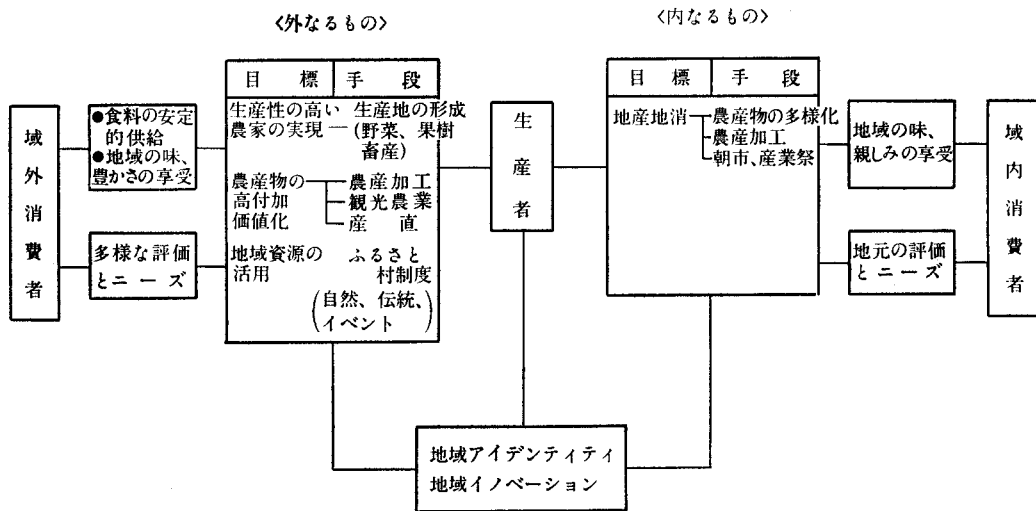 〈外なるもの〉
〈内なるもの〉
域外消費者
●食料の安定
的供給
●地域の味、
豊かさの享受
多様な評価
とニーズ
目標 手段
生産性の高い 生産地の形成
農家の実現 (野菜、果樹
畜産)
農産物の 農産加工
高付加 観光農業
価値化 産直
地域資源の ふるさと
活用 村制度
(自然、伝統、
イベント)
生産者
目標 手段
地産地消 農産物の多様化
農産加工
朝市、産業祭
地域の味、
親しみの享受
地元の評価
とニーズ
域内消費者
地域アイデンティティ
地域イノベーション